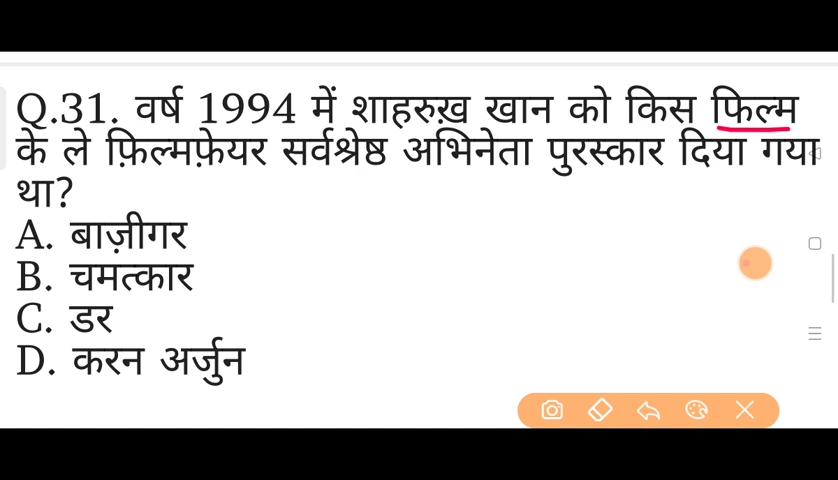 Q.31. वर्ष 1994 में शाहरुख़ खान को किस फिल्म
के ले फ़िल्मफ़ेयर सर्वश्रेष्ठ अभिनेता पुरस्कार दिया गया
था?
A. बाज़ीगर
B. चमत्कार
C. डर
D. करन अर्जुन